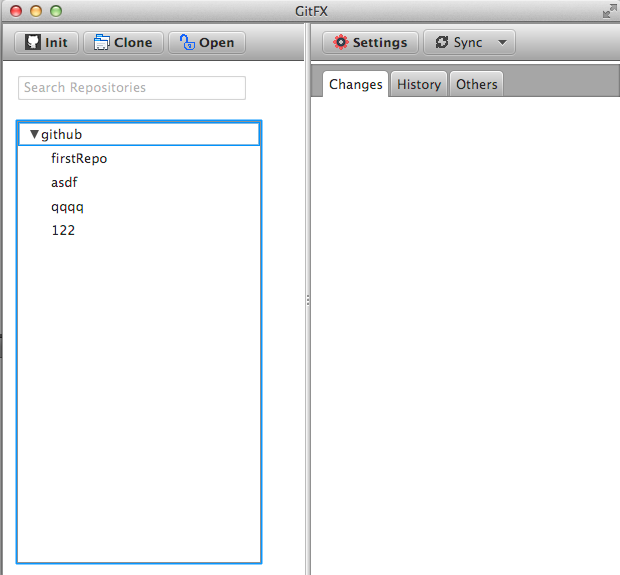 GitFX
Init Clone Open Settings Sync
Search Repositories
Changes History Others
github
firstRepo
asdf
qqqq
122